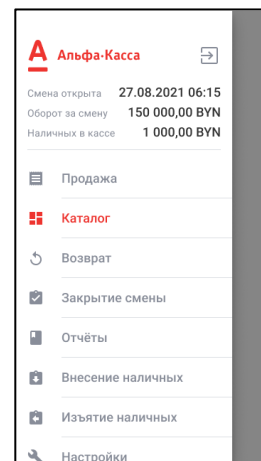 А Альфа·Касса
Смена открыта 27.08.2021 06:15
Оборот за смену 150 000,00 BYN
Наличных в кассе 1 000,00 BYN
Продажа
Каталог
Возврат
Закрытие смены
Отчёты
Внесение наличных
Изъятие наличных
Настройки